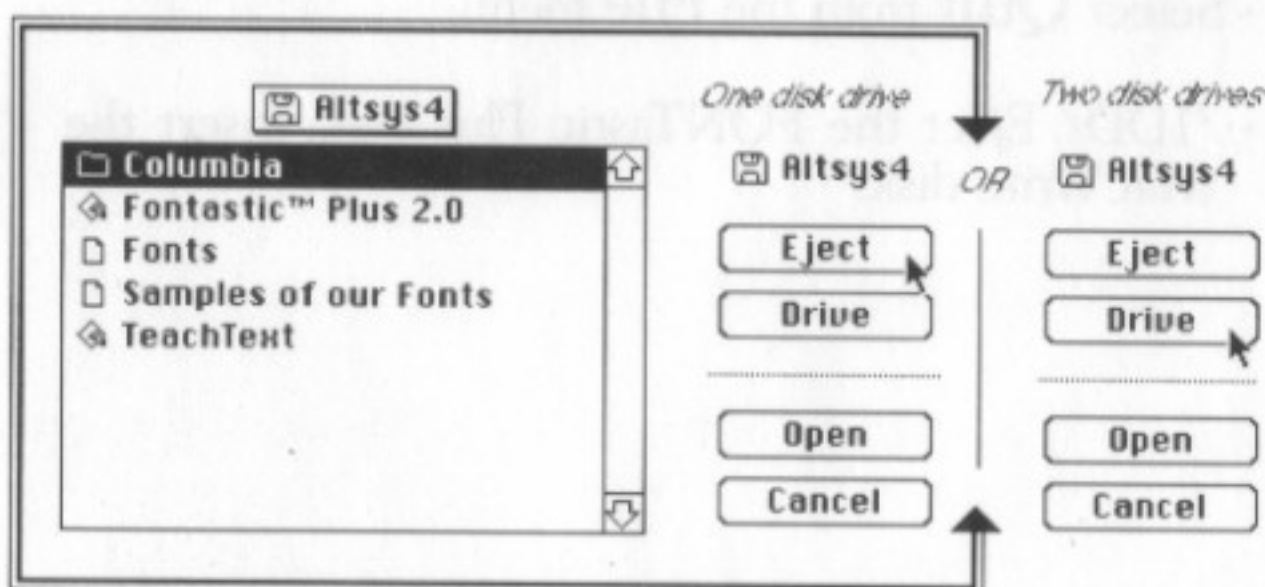 Altsys4
Columbia
Fontastic™ Plus 2.0
Fonts
Samples of our Fonts
TeachText
One disk drive
Altsys4
Eject
Drive
Open
Cancel
OR
Two disk drives
Altsys4
Eject
Drive
Open
Cancel